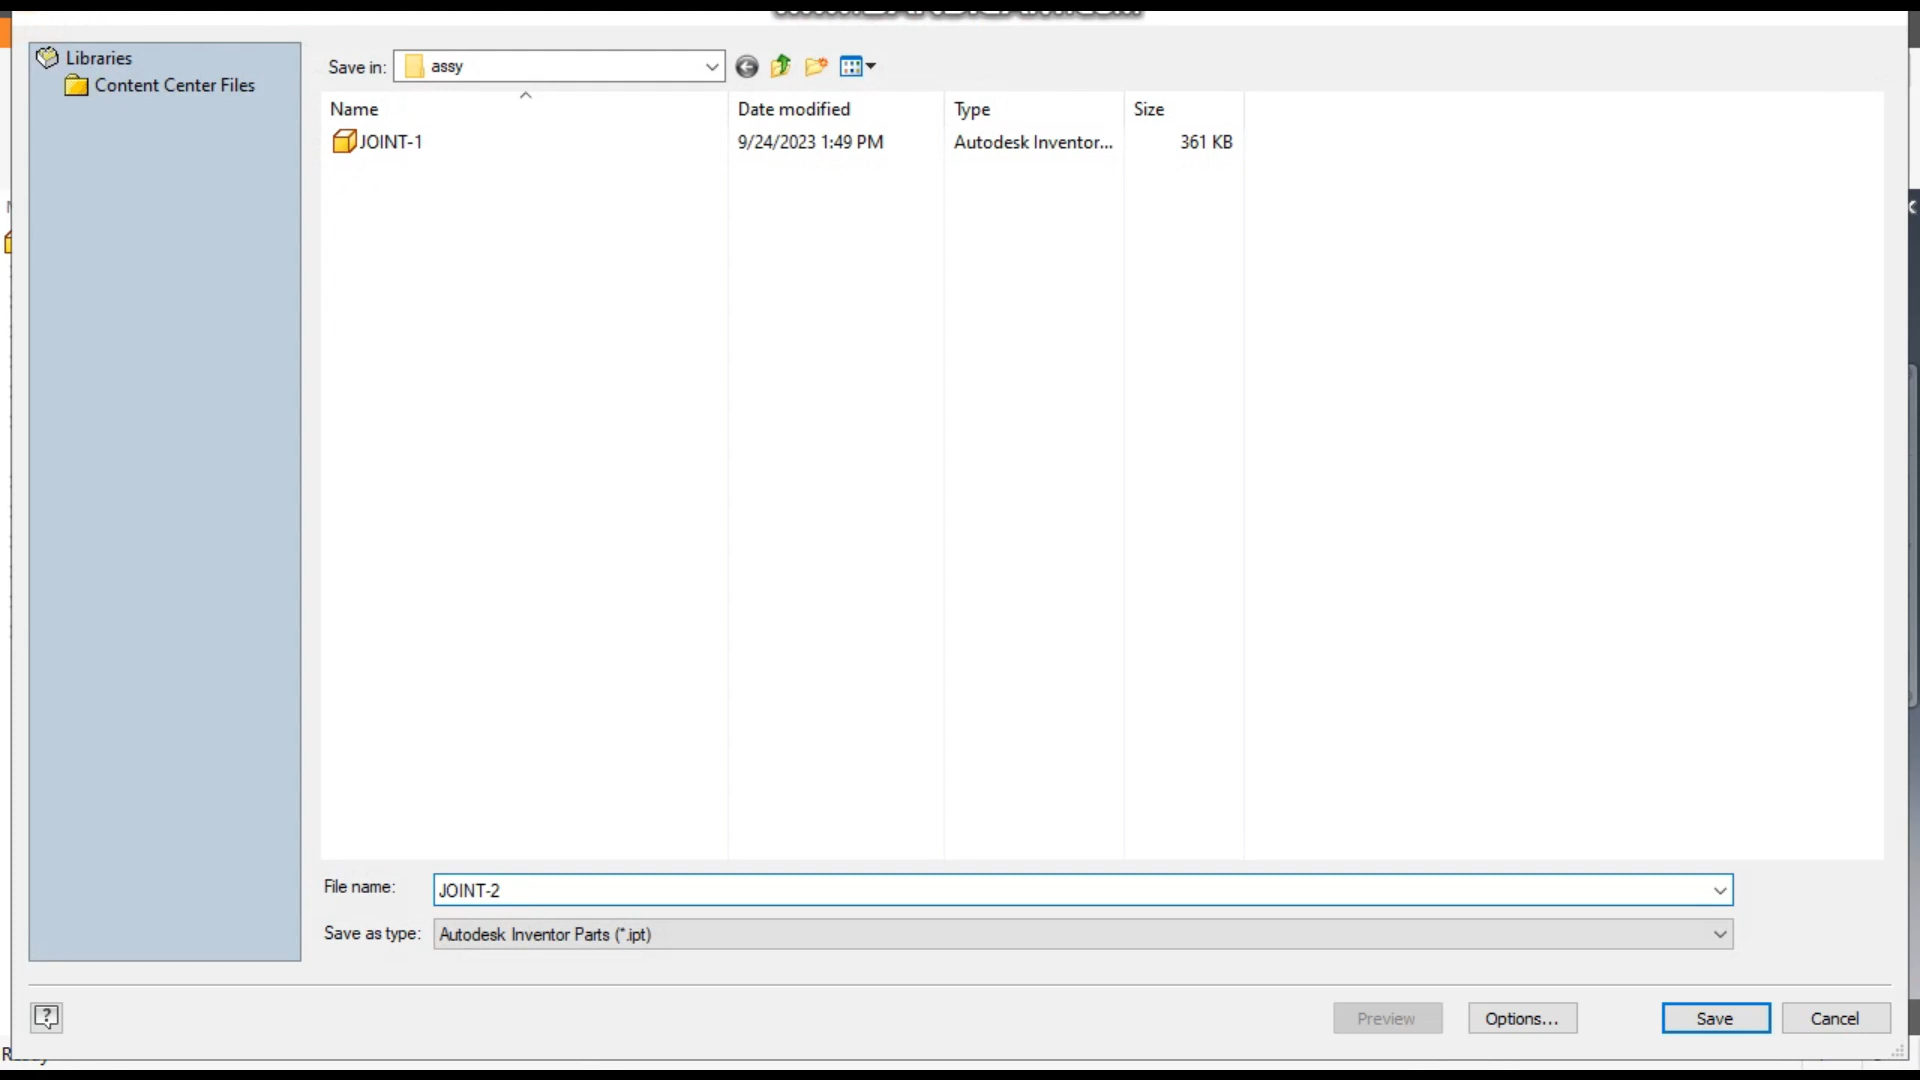 Libraries
Content Center Files
Save in: assy
Name Date modified Type Size
JOINT-1 9/24/2023 1:49 PM Autodesk Inventor... 361 KB
File name: JOINT-2
Save as type: Autodesk Inventor Parts (*.ipt)
Preview Options... Save Cancel